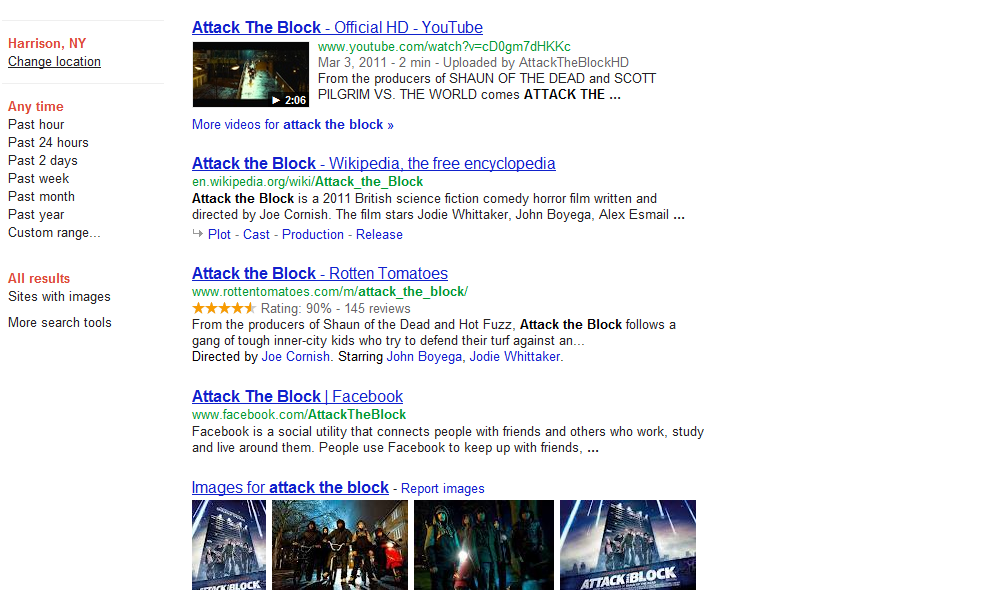 Harrison, NY
Change location
Any time
Past hour
Past 24 hours
Past 2 days
Past week
Past month
Past year
Custom range...
All results
Sites with images
More search tools
Attack The Block - Official HD - YouTube
www.youtube.com/watch?v=cD0gm7dHKKc
Mar 3, 2011 - 2 min - Uploaded by AttackTheBlockHD
From the producers of SHAUN OF THE DEAD and SCOTT
PILGRIM VS. THE WORLD comes ATTACK THE ...
2:06
More videos for attack the block »
Attack the Block - Wikipedia, the free encyclopedia
en.wikipedia.org/wiki/Attack_the_Block
Attack the Block is a 2011 British science fiction comedy horror film written and
directed by Joe Cornish. The film stars Jodie Whittaker, John Boyega, Alex Esmail ...
Plot - Cast - Production - Release
Attack the Block - Rotten Tomatoes
www.rottentomatoes.com/m/attack_the_block/
Rating: 90% - 145 reviews
From the producers of Shaun of the Dead and Hot Fuzz, Attack the Block follows a
gang of tough inner-city kids who try to defend their turf against an...
Directed by Joe Cornish. Starring John Boyega, Jodie Whittaker.
Attack The Block | Facebook
www.facebook.com/AttackTheBlock
Facebook is a social utility that connects people with friends and others who work, study
and live around them. People use Facebook to keep up with friends, ...
Images for attack the block - Report images
ATTACK THE BLOCK
ATTACK THE BLOCK